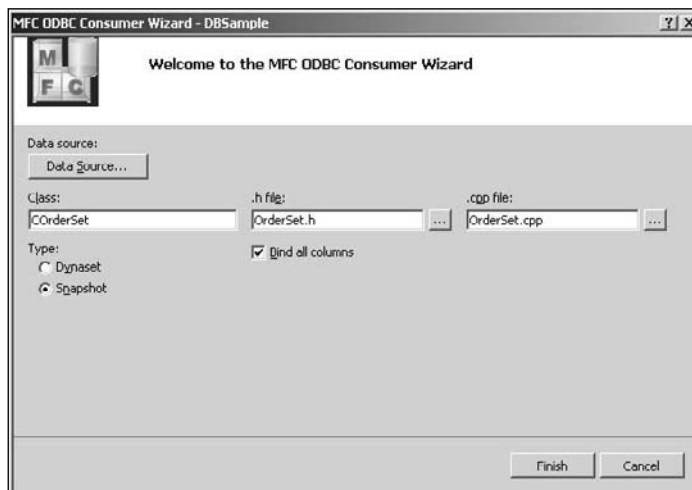 MFC ODBC Consumer Wizard - DBSample
M
F C
Welcome to the MFC ODBC Consumer Wizard
Data source:
Data Source...
Class: .h file: .cpp file:
COrderSet OrderSet.h ... OrderSet.cpp ...
Type: Bind all columns
Dynaset
Snapshot
Finish Cancel